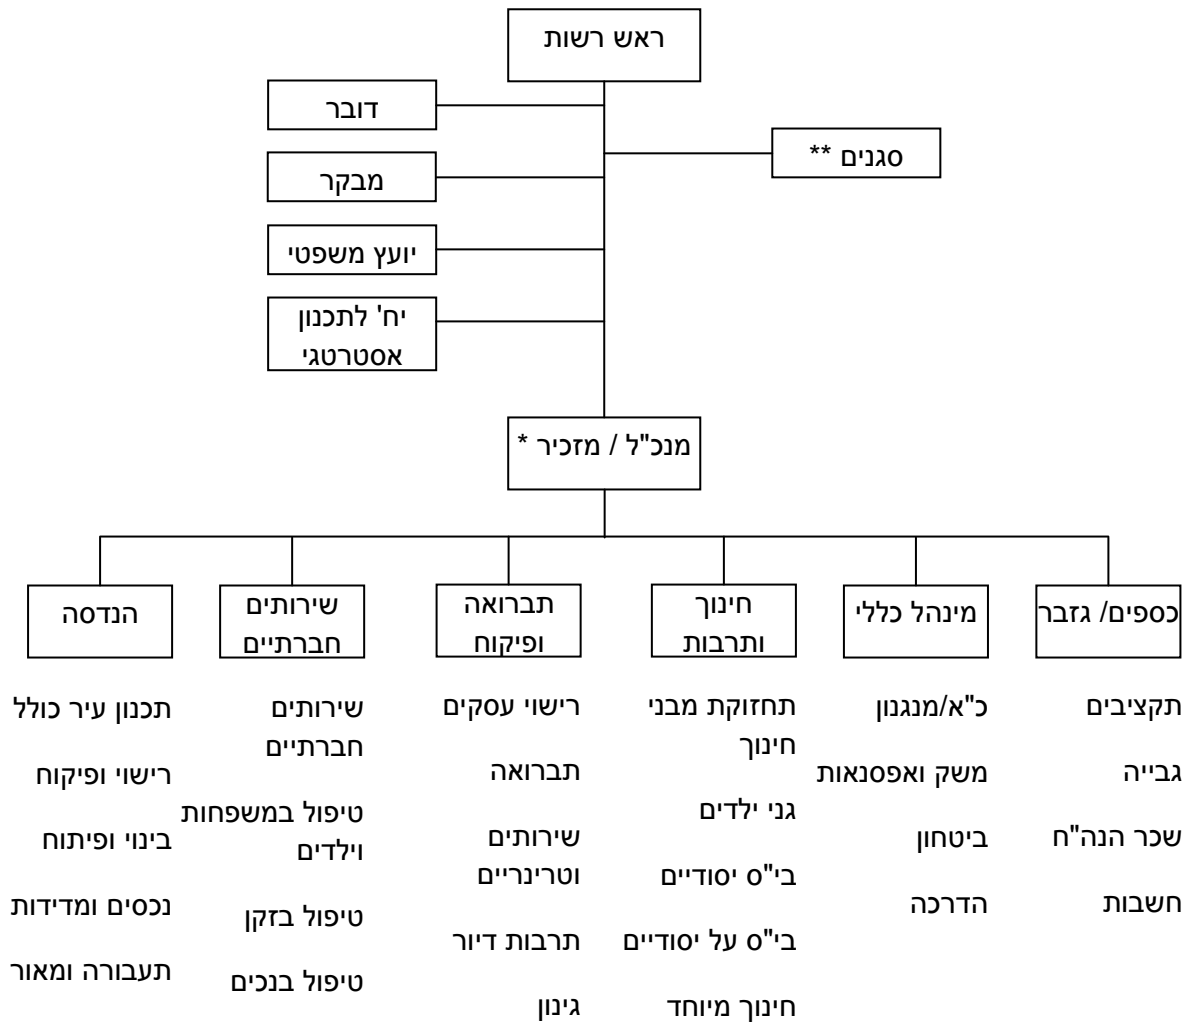 ראש רשות
דובר
סגנים **
מבקר
יועץ משפטי
יח' לתכנון
אסטרטגי
מנכ"ל / מזכיר *
כספים/ גזבר
מינהל כללי
חינוך
ותרבות
תברואה
ופיקוח
שירותים
חברתיים
הנדסה
תקציבים
גבייה
שכר הנה"ח
חשבות
כ"א/מנגנון
משק ואפסנאות
ביטחון
הדרכה
תחזוקת מבני
חינוך
גני ילדים
בי"ס יסודיים
בי"ס על יסודיים
חינוך מיוחד
רישוי עסקים
תברואה
שירותים
וטרינריים
תרבות דיור
גינון
שירותים
חברתיים
טיפול במשפחות
וילדים
טיפול בזקן
טיפול בנכים
תכנון עיר כולל
רישוי ופיקוח
בינוי ופיתוח
נכסים ומדידות
תעבורה ומאור